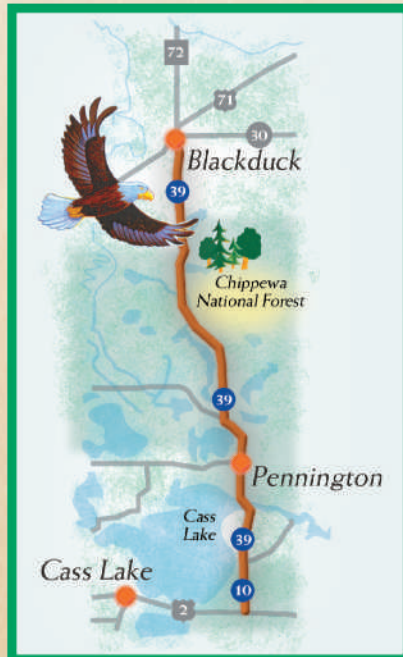 72
71
30
Blackduck
39
Chippewa
National Forest
39
Pennington
Cass
Lake
39
Cass Lake
10
2